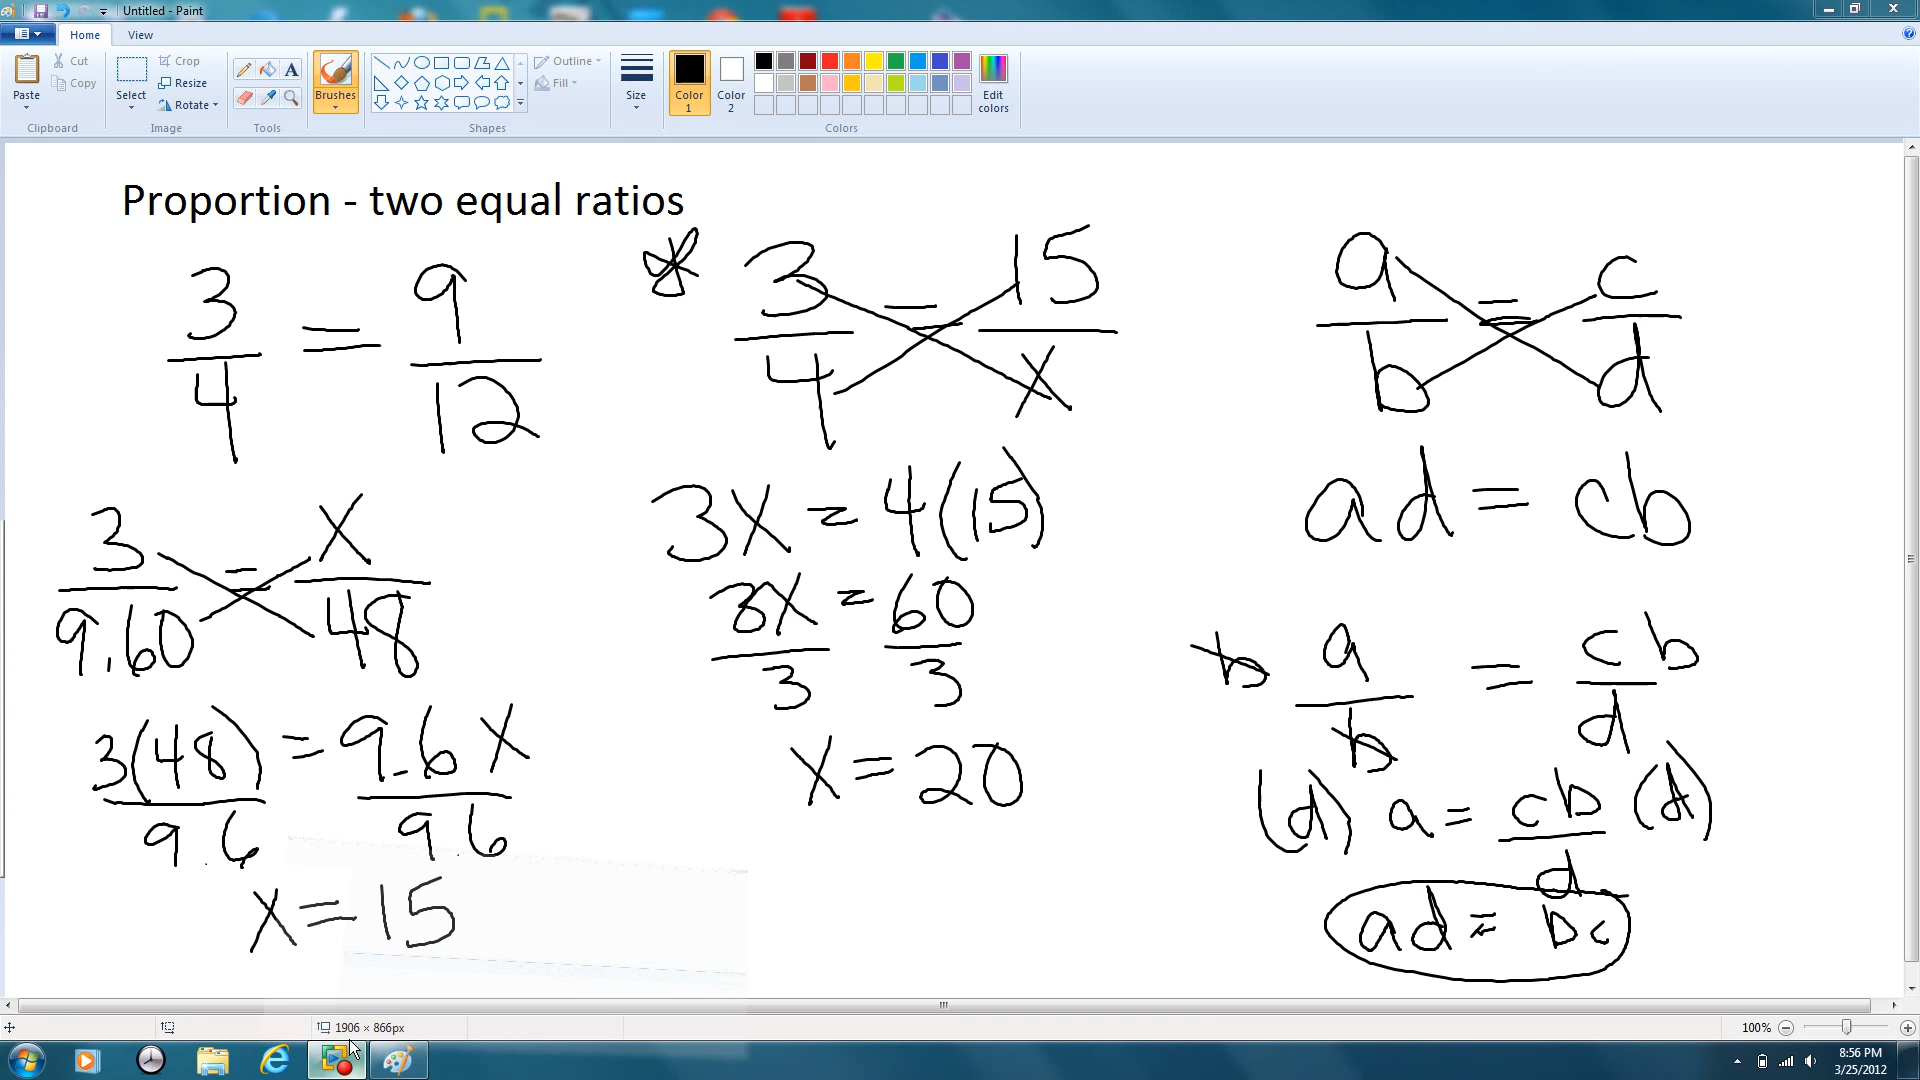 Untitled - Paint
Home View
Paste
Cut
Copy
Clipboard
Select
Crop
Resize
Rotate
Image
Tools
Brushes
Shapes
Outline
Fill
Size
Color 1
Color 2
Edit colors
Colors
Proportion - two equal ratios
3/4 = 9/12
3/4 = 15/x
a/b = c/d
3x = 4(15)
ad = cb
3/9.60 = x/48
3x/3 = 60/3
b a/b = cb/d
3(48)/9.6 = 9.6x/9.6
x = 20
(d) a = cb/d (d)
x = 15
ad = bc
1906 × 866px
100%
8:56 PM
3/25/2012